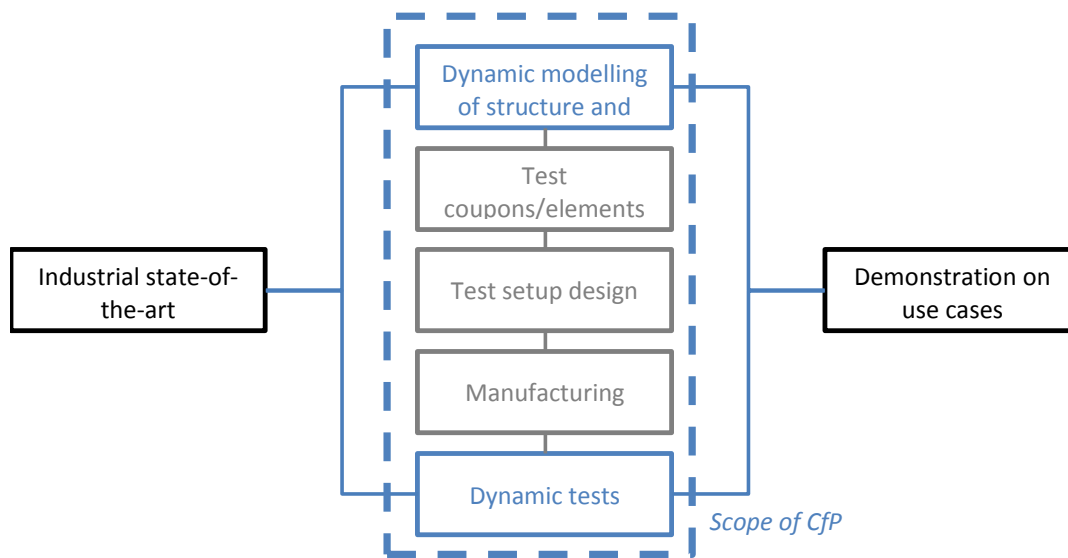 Dynamic modelling
of structure and
Test
coupons/elements
Industrial state-of-
the-art
Test setup design
Demonstration on
use cases
Manufacturing
Dynamic tests
Scope of CfP